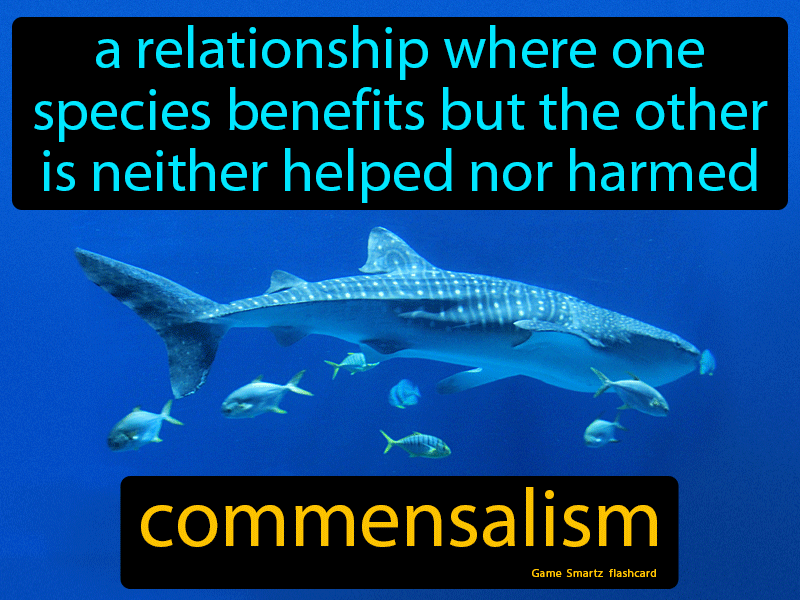 a relationship where one
species benefits but the other
is neither helped nor harmed
commensalism
Game Smartz flashcard